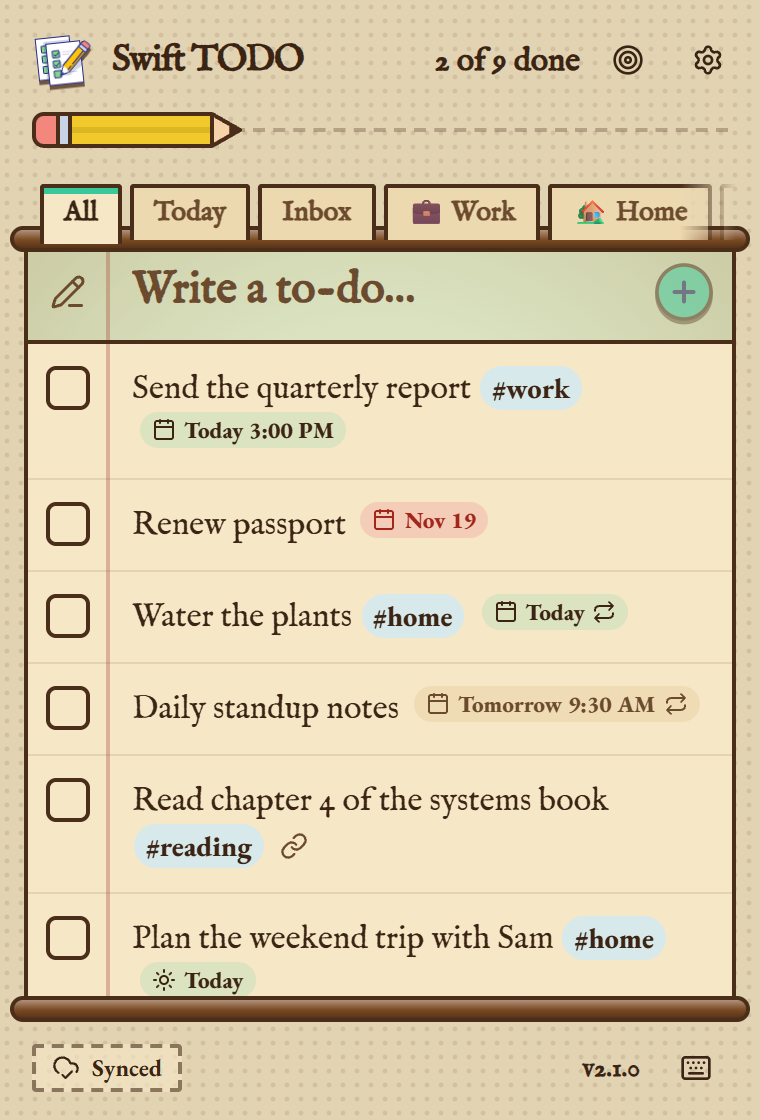 Swift TODO
2 of 9 done
All Today Inbox Work Home
Write a to-do...
Send the quarterly report #work
Today 3:00 PM
Renew passport Nov 19
Water the plants #home Today
Daily standup notes Tomorrow 9:30 AM
Read chapter 4 of the systems book
#reading
Plan the weekend trip with Sam #home
Today
Synced
v2.1.0